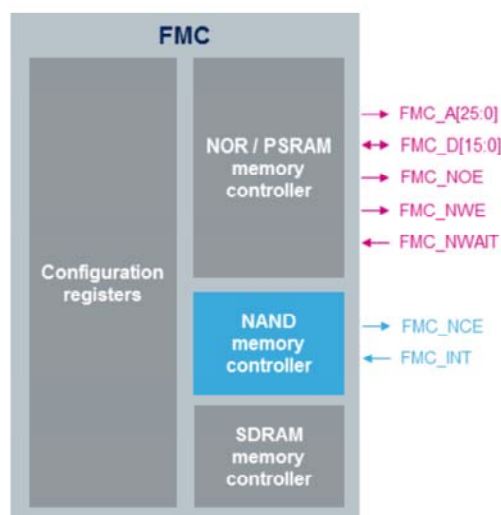 FMC
Configuration
registers
NOR / PSRAM
memory
controller
NAND
memory
controller
SDRAM
memory
controller
FMC_A[25:0]
FMC_D[15:0]
FMC_NOE
FMC_NWE
FMC_NWAIT
FMC_NCE
FMC_INT